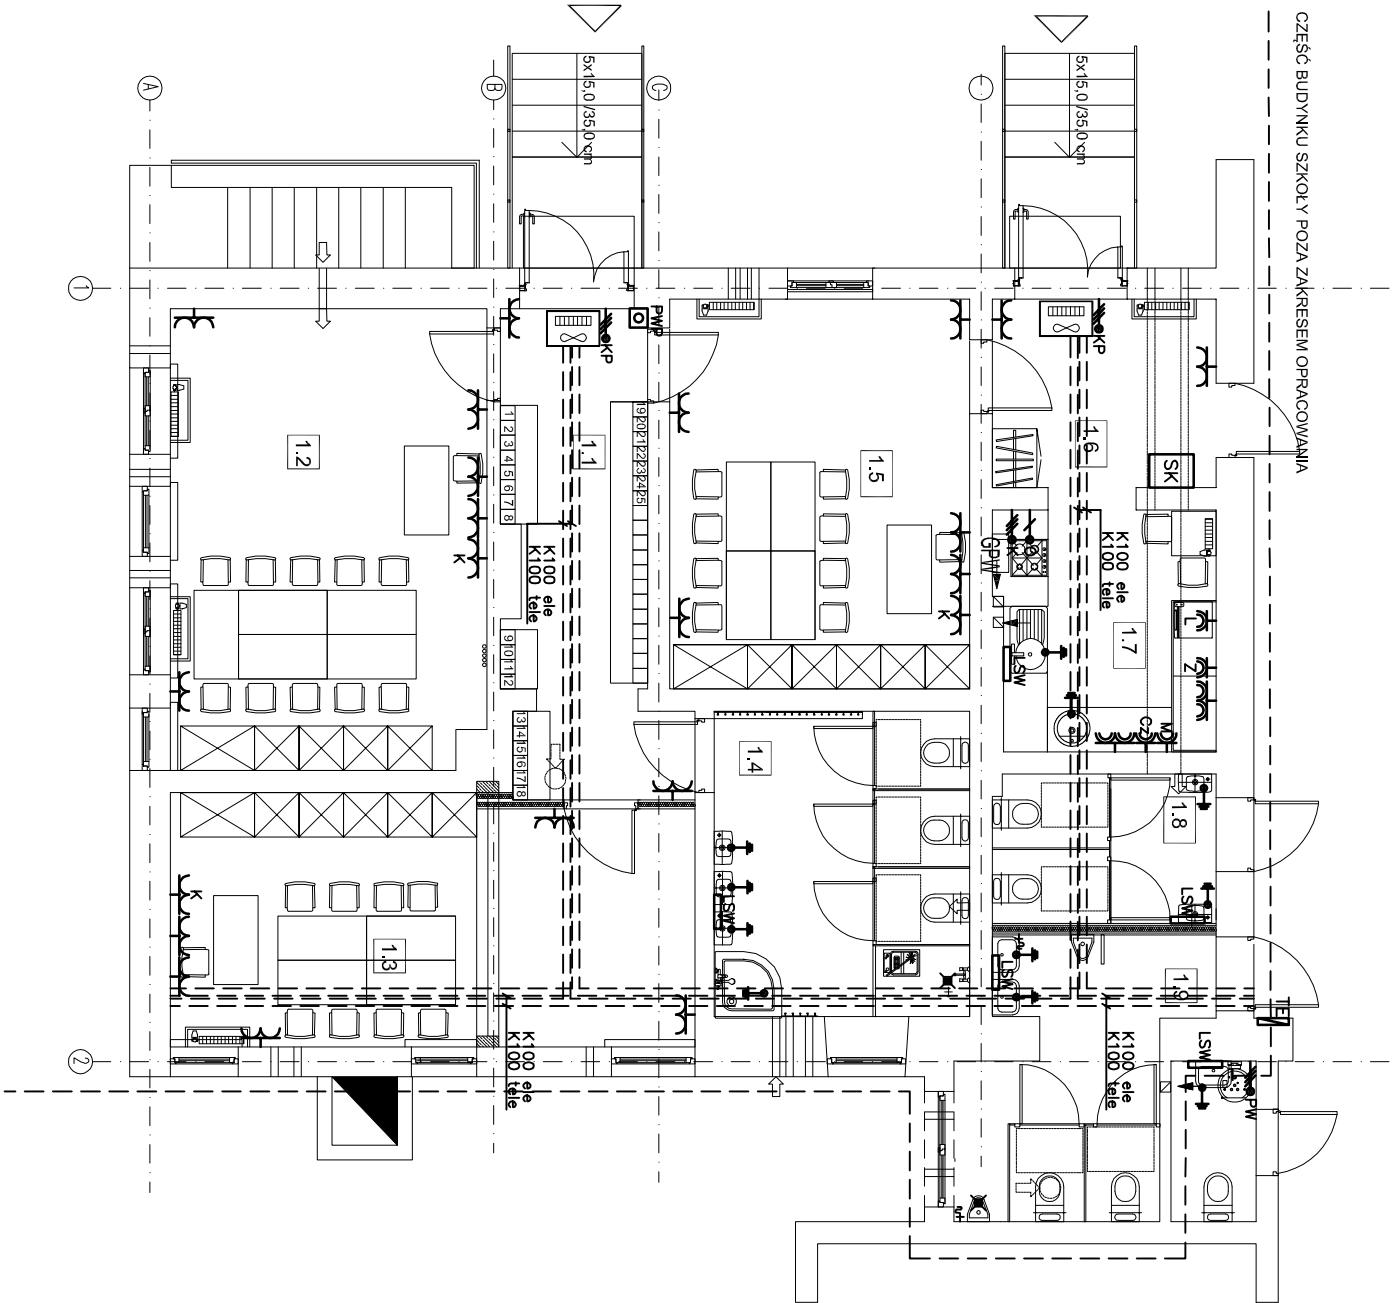 CZĘŚĆ BUDYNKU SZKOŁY POZA ZAKRESEM OPRACOWANIA
5x15,0 /35,0 cm
5x15,0 /35,0 cm
A
B
C
1
PWP
KP
KP
1.2
1.1
1.5
1.6
SK
1 2 3 4 5 6 7 8
19 20 21 22 23 24 25
K
K100 ele
K100 tele
K
GPW
K100 ele
K100 tele
1.7
L
Z
LSW
9 10 11 12
13 14 15 16 17 18
CZ
M
1.4
1.8
LSW
LSW
K
1.3
1.9
LSW
TE
K100 ele
K100 tele
K100 ele
K100 tele
LSW
PW
2